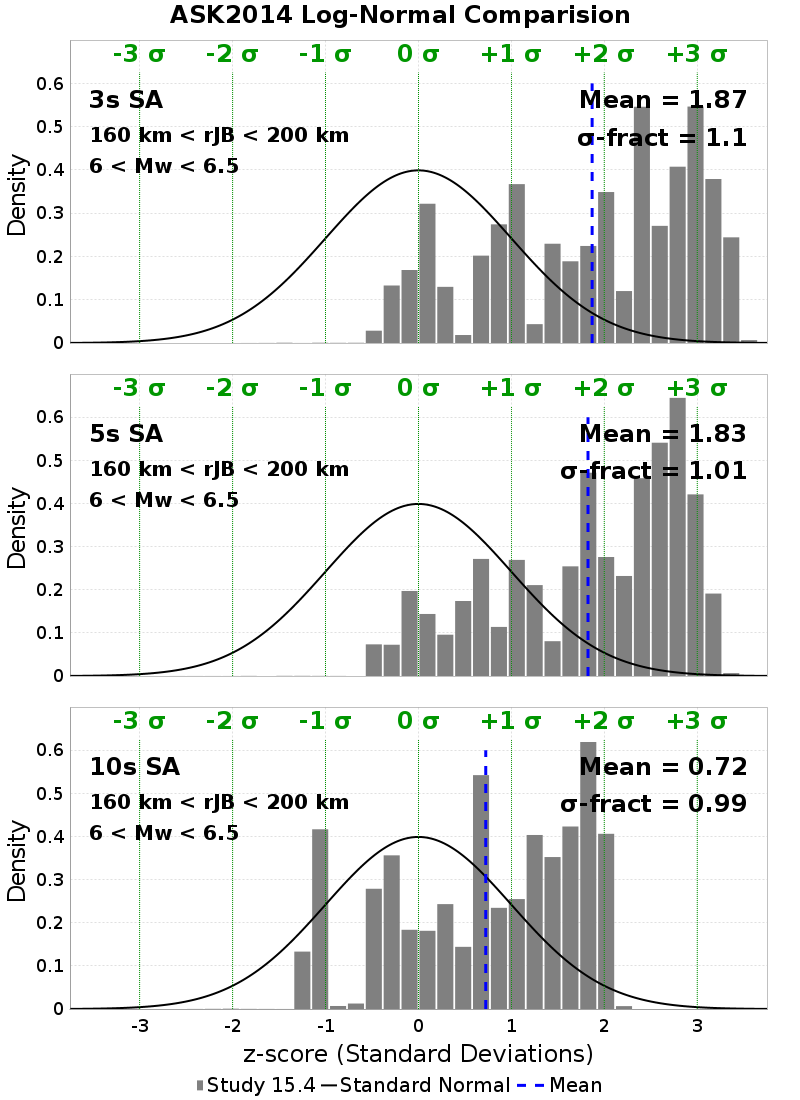 ASK2014 Log-Normal Comparision
-3 σ -2 σ -1 σ 0 σ +1 σ +2 σ +3 σ
0.6
3s SA
Mean = 1.87
0.5
160 km < rJB < 200 km
σ-fract = 1.1
6 < Mw < 6.5
0.4
0.3
0.2
0.1
0
Density
-3 σ -2 σ -1 σ 0 σ +1 σ +2 σ +3 σ
0.6
5s SA
Mean = 1.83
0.5
160 km < rJB < 200 km
σ-fract = 1.01
6 < Mw < 6.5
0.4
0.3
0.2
0.1
0
Density
-3 σ -2 σ -1 σ 0 σ +1 σ +2 σ +3 σ
0.6
10s SA
Mean = 0.72
0.5
160 km < rJB < 200 km
σ-fract = 0.99
6 < Mw < 6.5
0.4
0.3
0.2
0.1
0
Density
-3 -2 -1 0 1 2 3
z-score (Standard Deviations)
Study 15.4 Standard Normal Mean